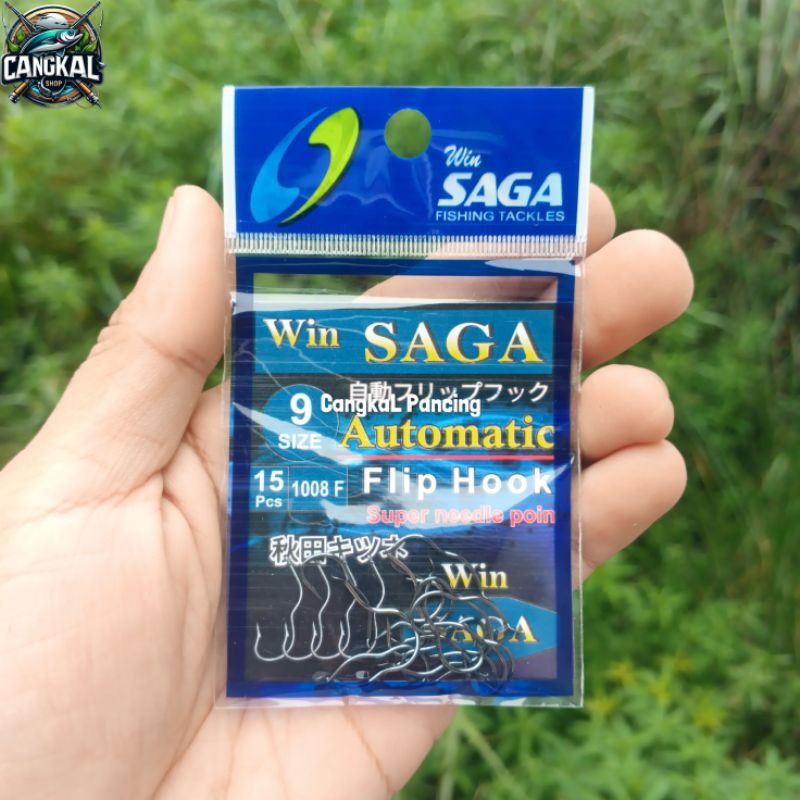 CANGKAL
SHOP
Win
SAGA
FISHING TACKLES
Win SAGA
自動フリップフック
CangkaL Pancing
9
SIZE
Automatic
15
Pcs
1008 F
Flip Hook
Super needle poin
秋田キツネ
Win
SAGA